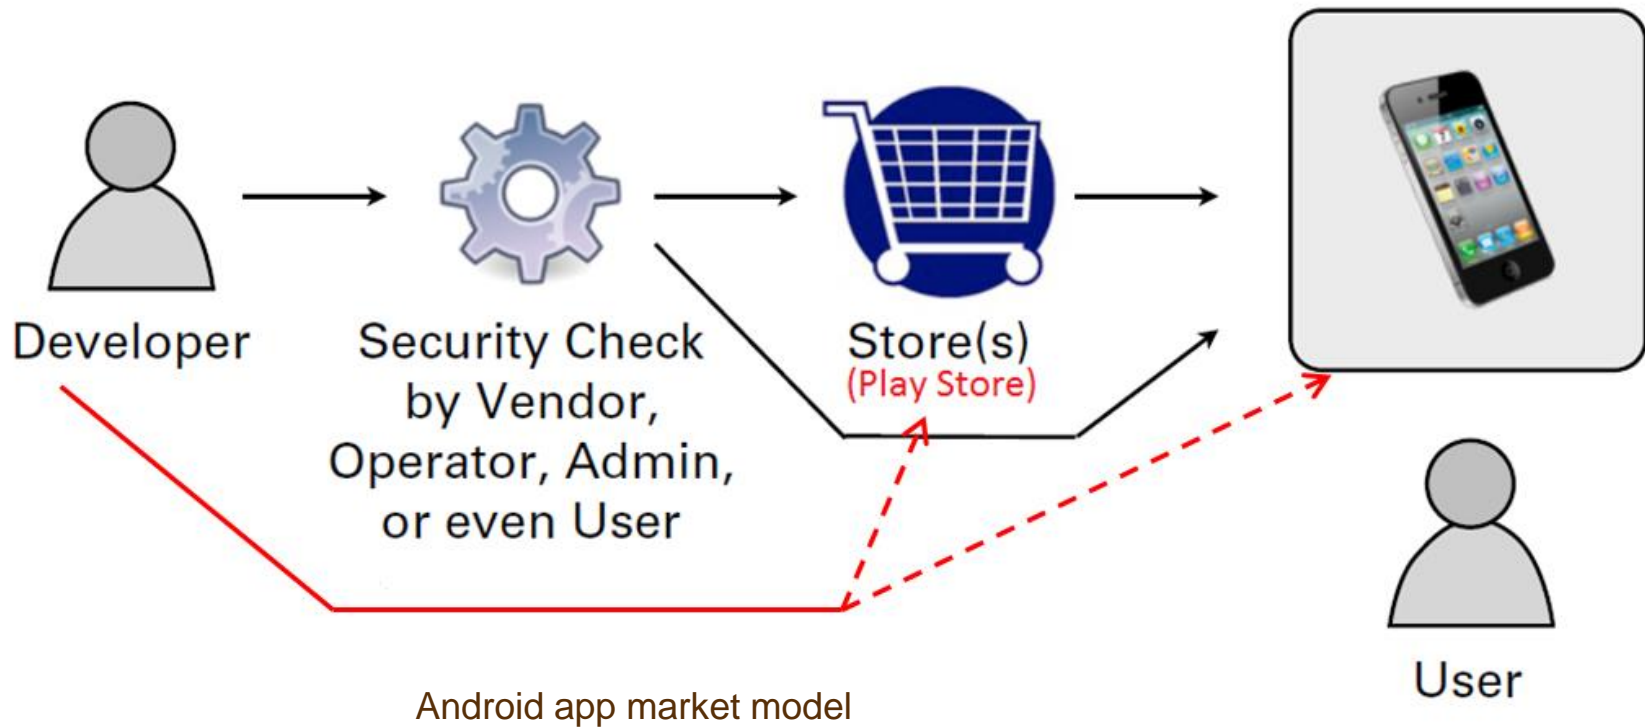 Developer
Security Check
by Vendor,
Operator, Admin,
or even User
Store(s)
(Play Store)
User
Android app market model